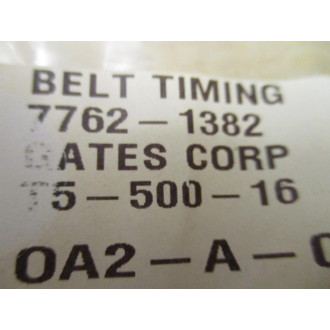 BELT TIMING
7762-1382
GATES CORP
T5-500-16
OA2-A-